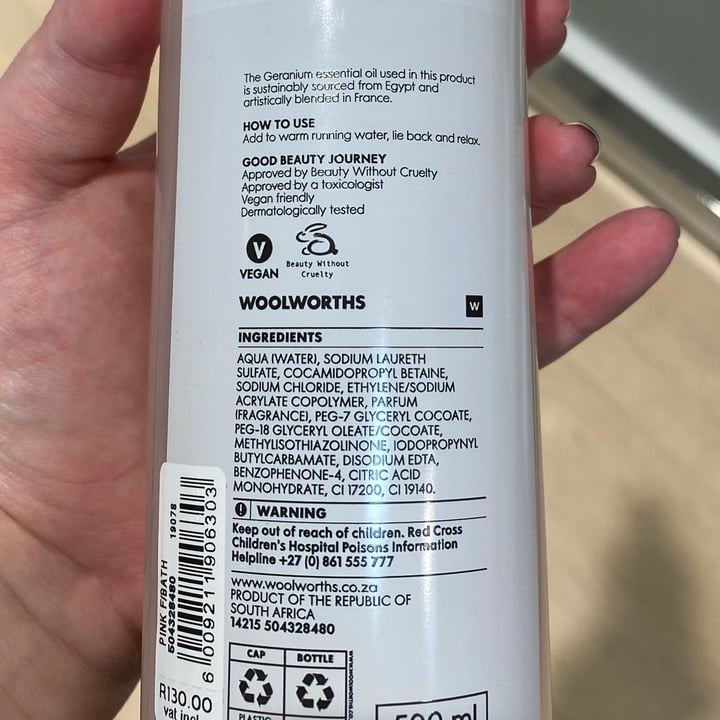 The Geranium essential oil used in this product
is sustainably sourced from Egypt and
artistically blended in France.
HOW TO USE
Add to warm running water, lie back and relax.
GOOD BEAUTY JOURNEY
Approved by Beauty Without Cruelty
Approved by a toxicologist
Vegan friendly
Dermatologically tested
V
VEGAN
Beauty Without
Cruelty
WOOLWORTHS
W
INGREDIENTS
AQUA (WATER), SODIUM LAURETH
SULFATE, COCAMIDOPROPYL BETAINE,
SODIUM CHLORIDE, ETHYLENE/SODIUM
ACRYLATE COPOLYMER, PARFUM
(FRAGRANCE), PEG-7 GLYCERYL COCOATE,
PEG-18 GLYCERYL OLEATE/COCOATE,
METHYLISOTHIAZOLINONE, IODOPROPYNYL
BUTYLCARBAMATE, DISODIUM EDTA,
BENZOPHENONE-4, CITRIC ACID
MONOHYDRATE, CI 17200, CI 19140.
! WARNING
Keep out of reach of children. Red Cross
Children's Hospital Poisons Information
Helpline +27 (0) 861 555 777
www.woolworths.co.za
PRODUCT OF THE REPUBLIC OF
SOUTH AFRICA
14215 504328480
CAP
BOTTLE
PLASTIC
500 ml
PINK F/BATH
504328480
19078
6009211906303
R130.00
vat incl